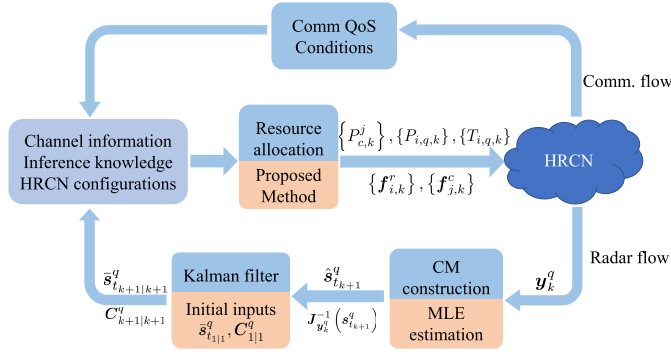 Comm QoS
Conditions
Comm. flow
Channel information
Inference knowledge
HRCN configurations
Resource
allocation
Proposed
Method
{P^j_{c,k}}, {P_{i,q,k}}, {T_{i,q,k}}
{f^r_{i,k}}, {f^c_{j,k}}
HRCN
Radar flow
y^q_k
CM
construction
MLE
estimation
ŝ^q_{t_{k+1}}
J^{-1}_{y^q_k}(s^q_{t_{k+1}})
Kalman filter
Initial inputs
s̄^q_{t_{1|1}}, C^q_{1|1}
s̄^q_{t_{k+1|k+1}}
C^q_{k+1|k+1}